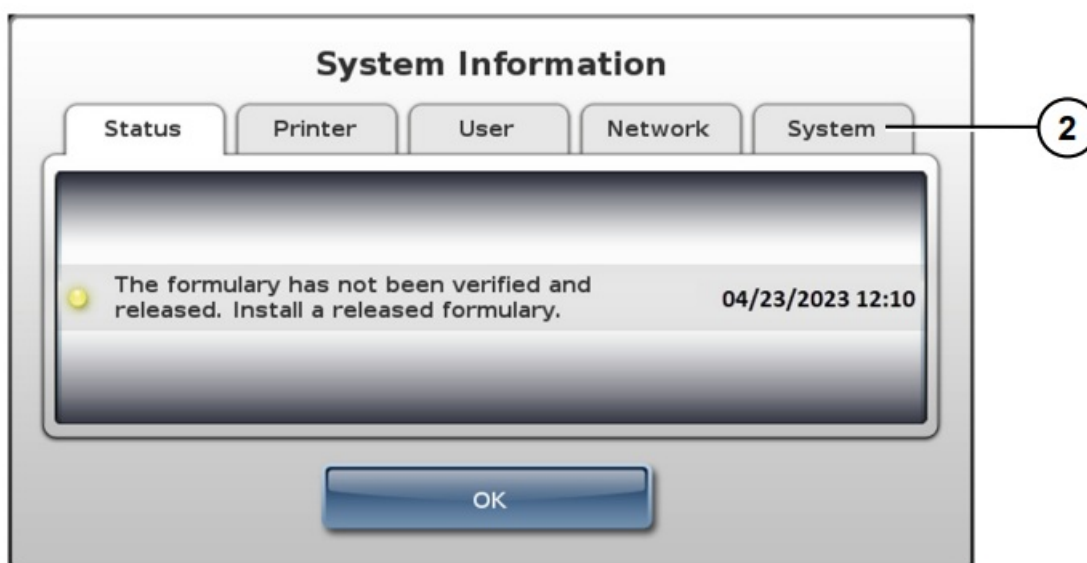 System Information
Status Printer User Network System
2
The formulary has not been verified and
released. Install a released formulary.
04/23/2023 12:10
OK